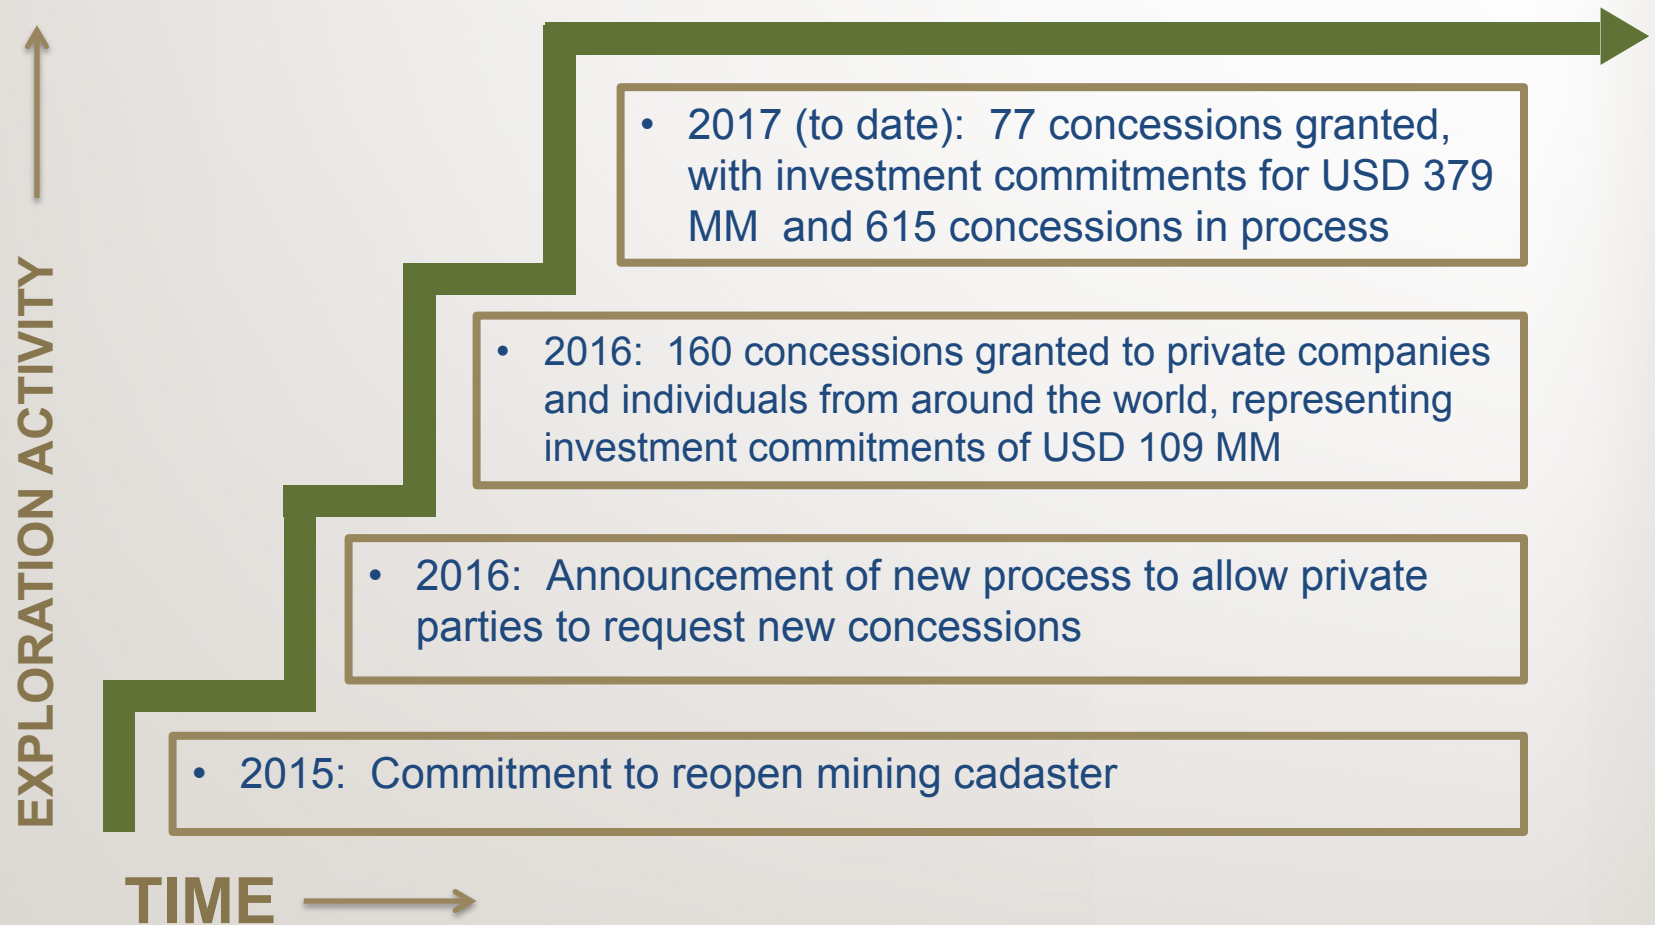 • 2017 (to date):  77 concessions granted,
with investment commitments for USD 379
MM  and 615 concessions in process
• 2016:  160 concessions granted to private companies
and individuals from around the world, representing
investment commitments of USD 109 MM
• 2016:  Announcement of new process to allow private
parties to request new concessions
• 2015:  Commitment to reopen mining cadaster
EXPLORATION ACTIVITY
TIME